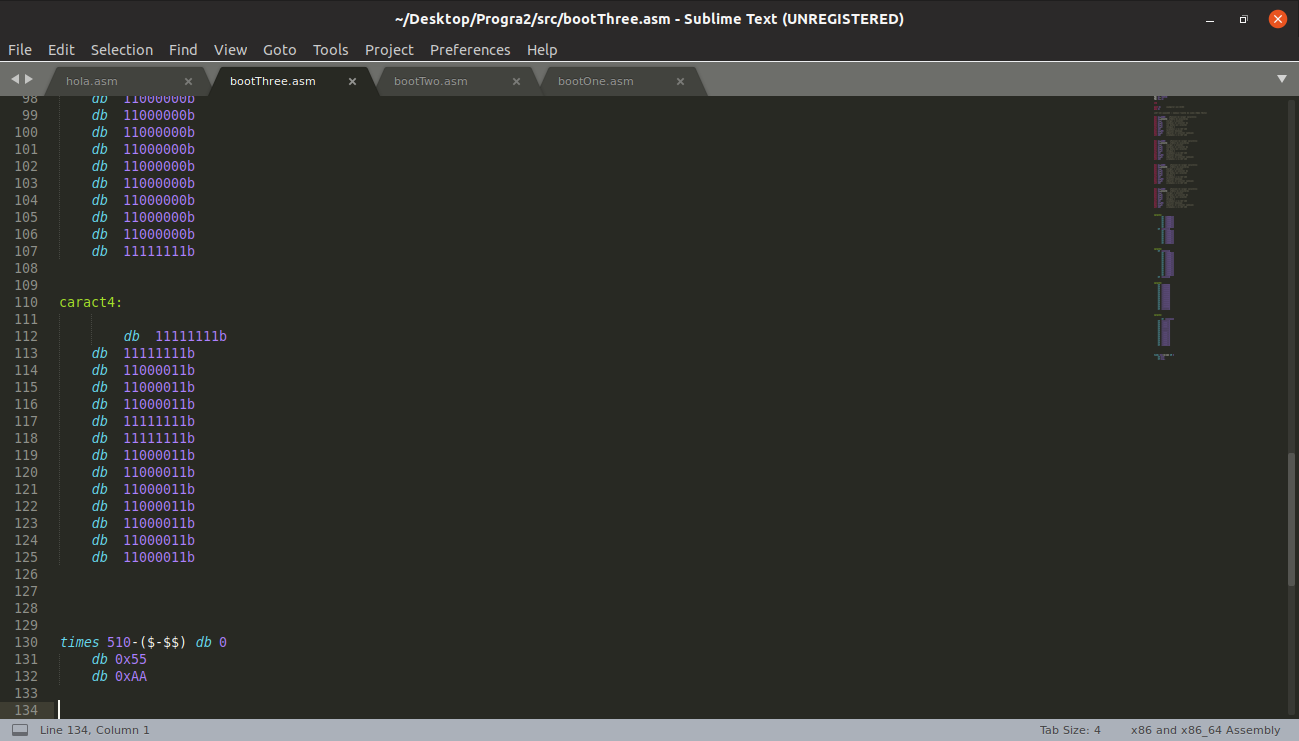 ~/Desktop/Progra2/src/bootThree.asm - Sublime Text (UNREGISTERED)
File Edit Selection Find View Goto Tools Project Preferences Help
hola.asm bootThree.asm bootTwo.asm bootOne.asm
98 db 11000000b
99 db 11000000b
100 db 11000000b
101 db 11000000b
102 db 11000000b
103 db 11000000b
104 db 11000000b
105 db 11000000b
106 db 11000000b
107 db 11111111b
108
109
110 caract4:
111
112 db 11111111b
113 db 11111111b
114 db 11000011b
115 db 11000011b
116 db 11000011b
117 db 11111111b
118 db 11111111b
119 db 11000011b
120 db 11000011b
121 db 11000011b
122 db 11000011b
123 db 11000011b
124 db 11000011b
125 db 11000011b
126
127
128
129
130 times 510-($-$$) db 0
131 db 0x55
132 db 0xAA
133
134
Line 134, Column 1 Tab Size: 4 x86 and x86_64 Assembly